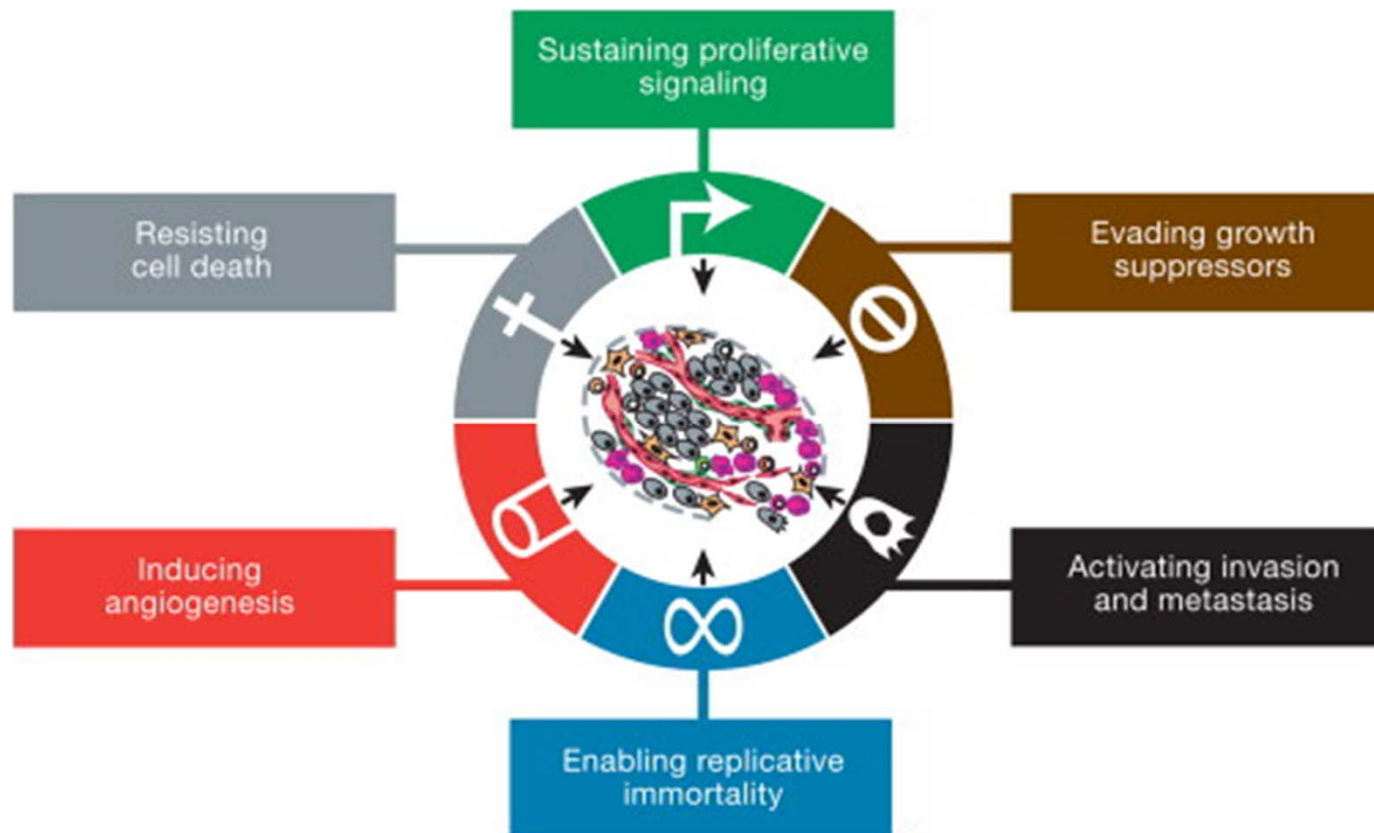 Sustaining proliferative
signaling
Resisting
cell death
Evading growth
suppressors
Inducing
angiogenesis
Activating invasion
and metastasis
Enabling replicative
immortality